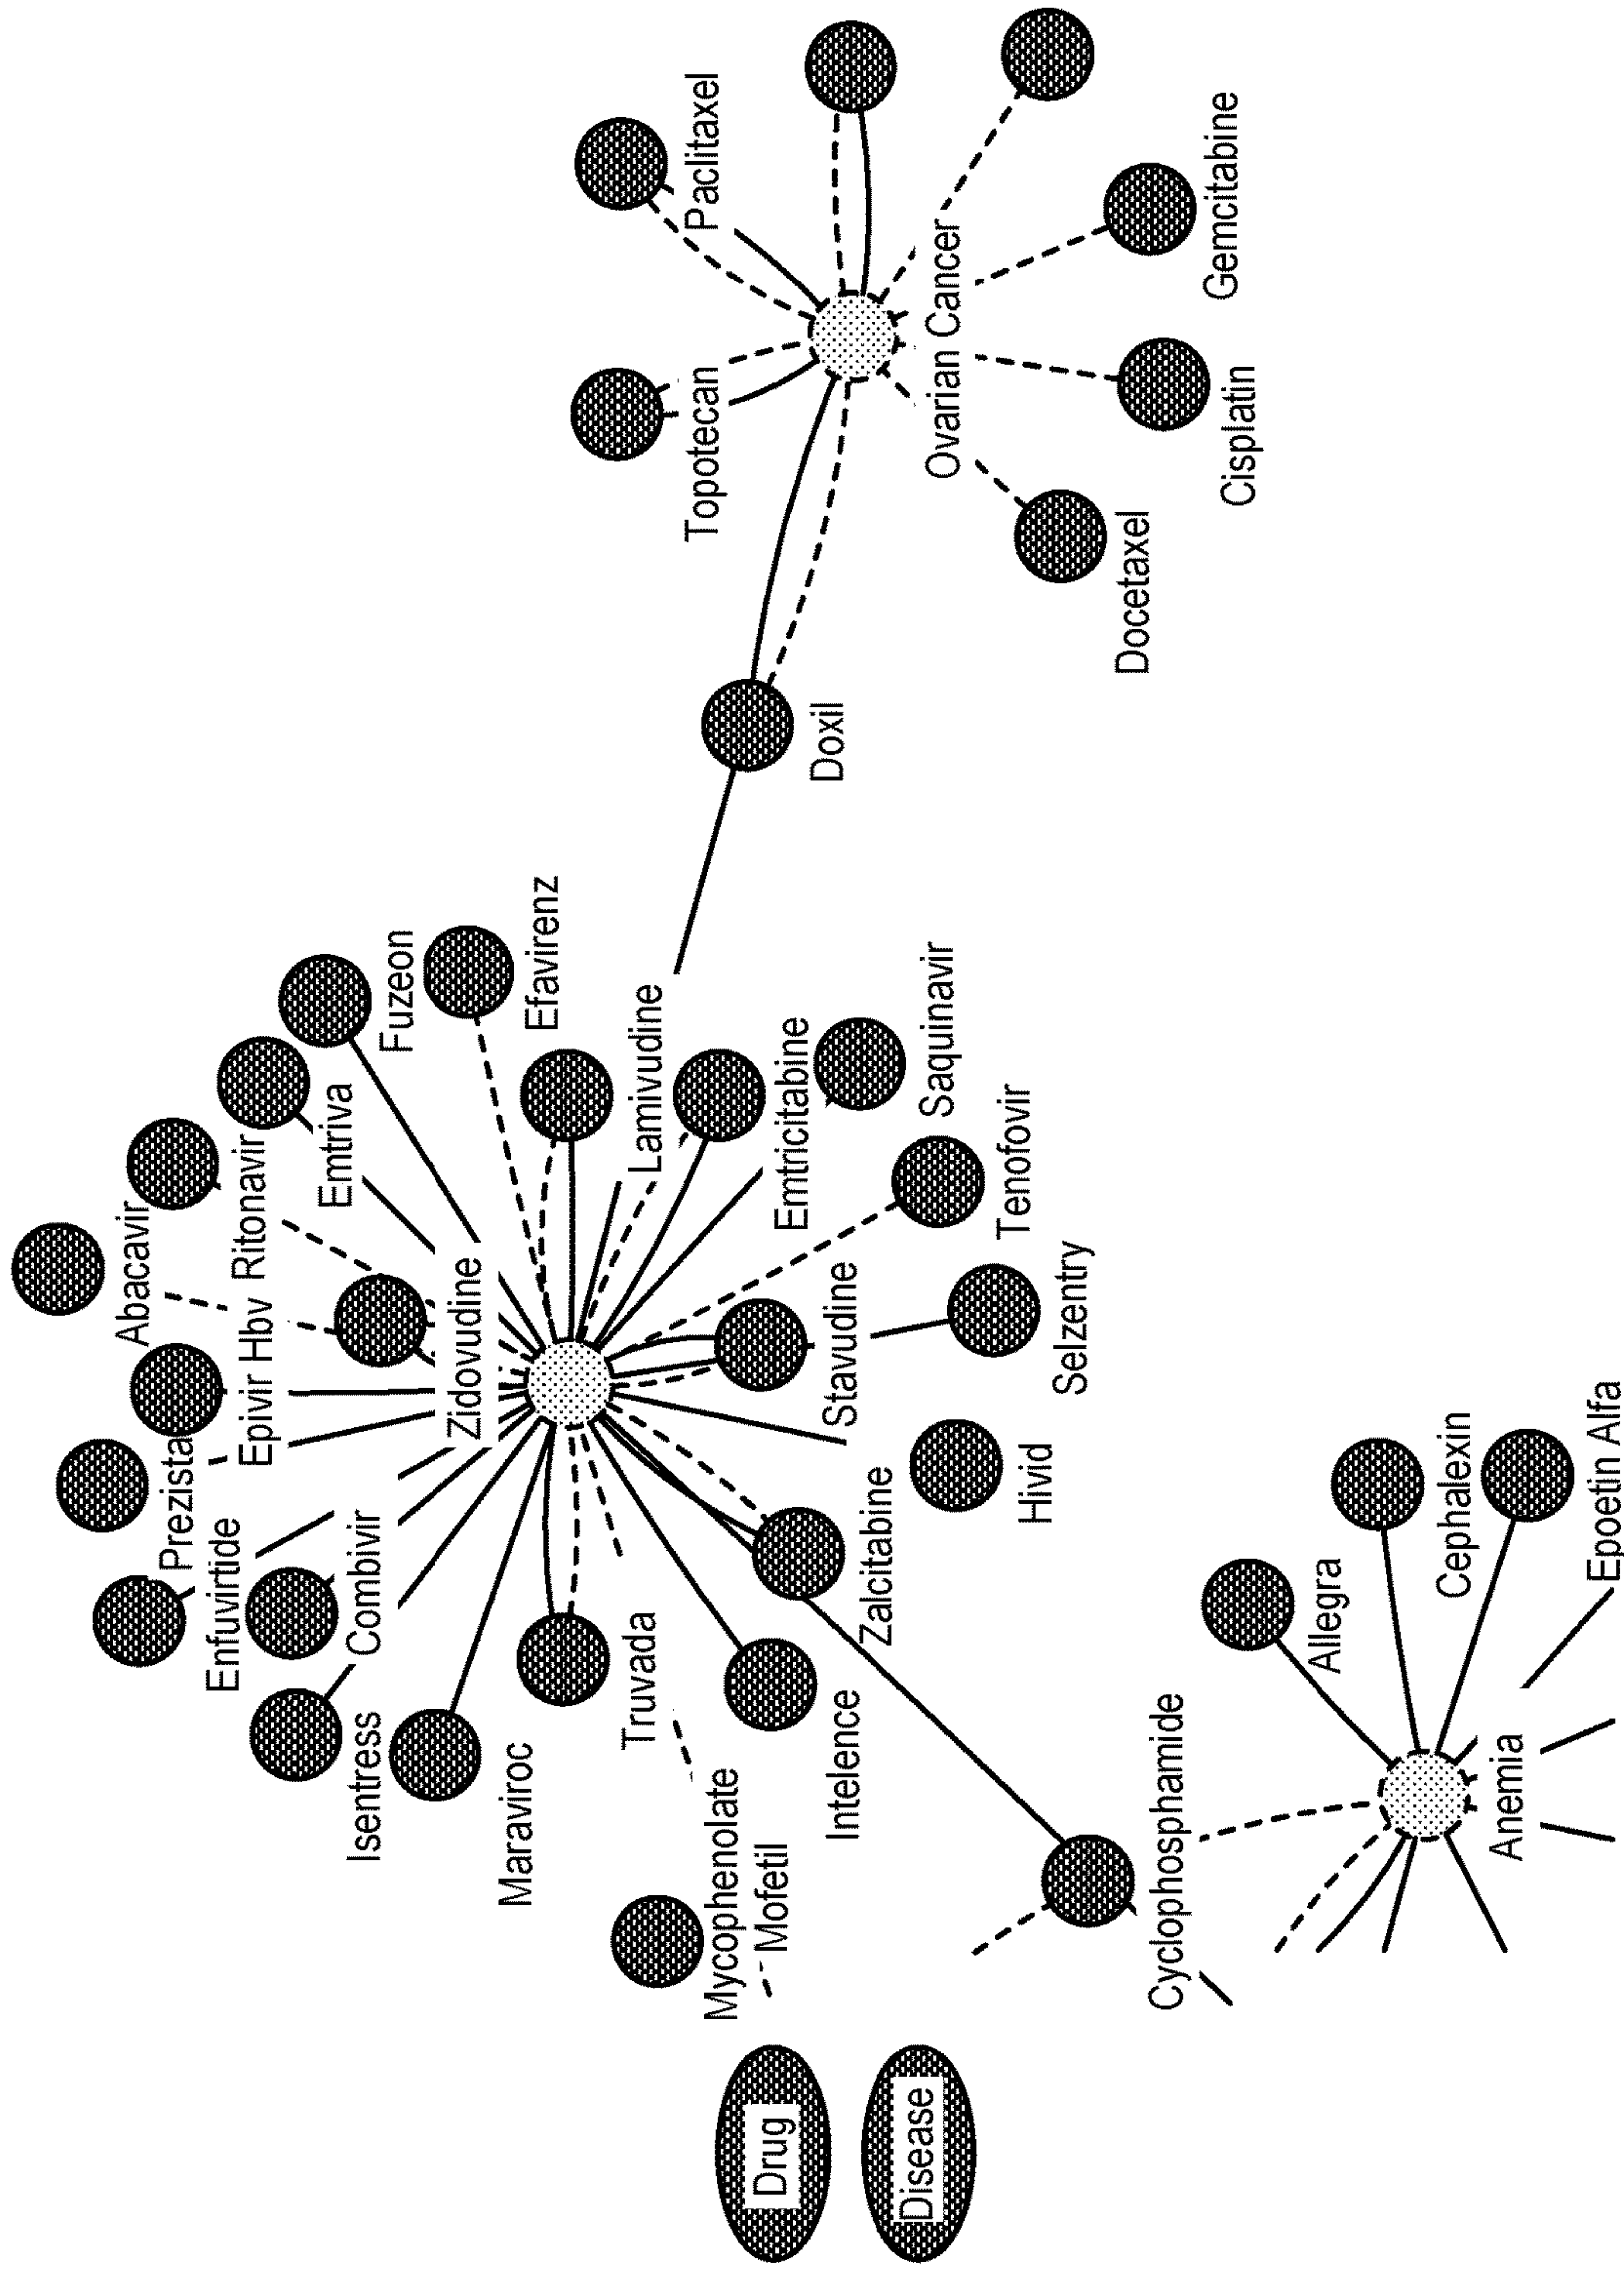 Drug
Disease
Abacavir
Ritonavir
Epivir Hbv
Emtriva
Fuzeon
Efavirenz
Prezista
Enfuvirtide
Zidovudine
Combivir
Isentress
Maraviroc
Truvada
Mycophenolate
Mofetil
Intelence
Zalcitabine
Lamivudine
Emtricitabine
Saquinavir
Tenofovir
Stavudine
Selzentry
Hivid
Cyclophosphamide
Allegra
Cephalexin
Epoetin Alfa
Anemia
Doxil
Topotecan
Paclitaxel
Ovarian Cancer
Docetaxel
Cisplatin
Gemcitabine